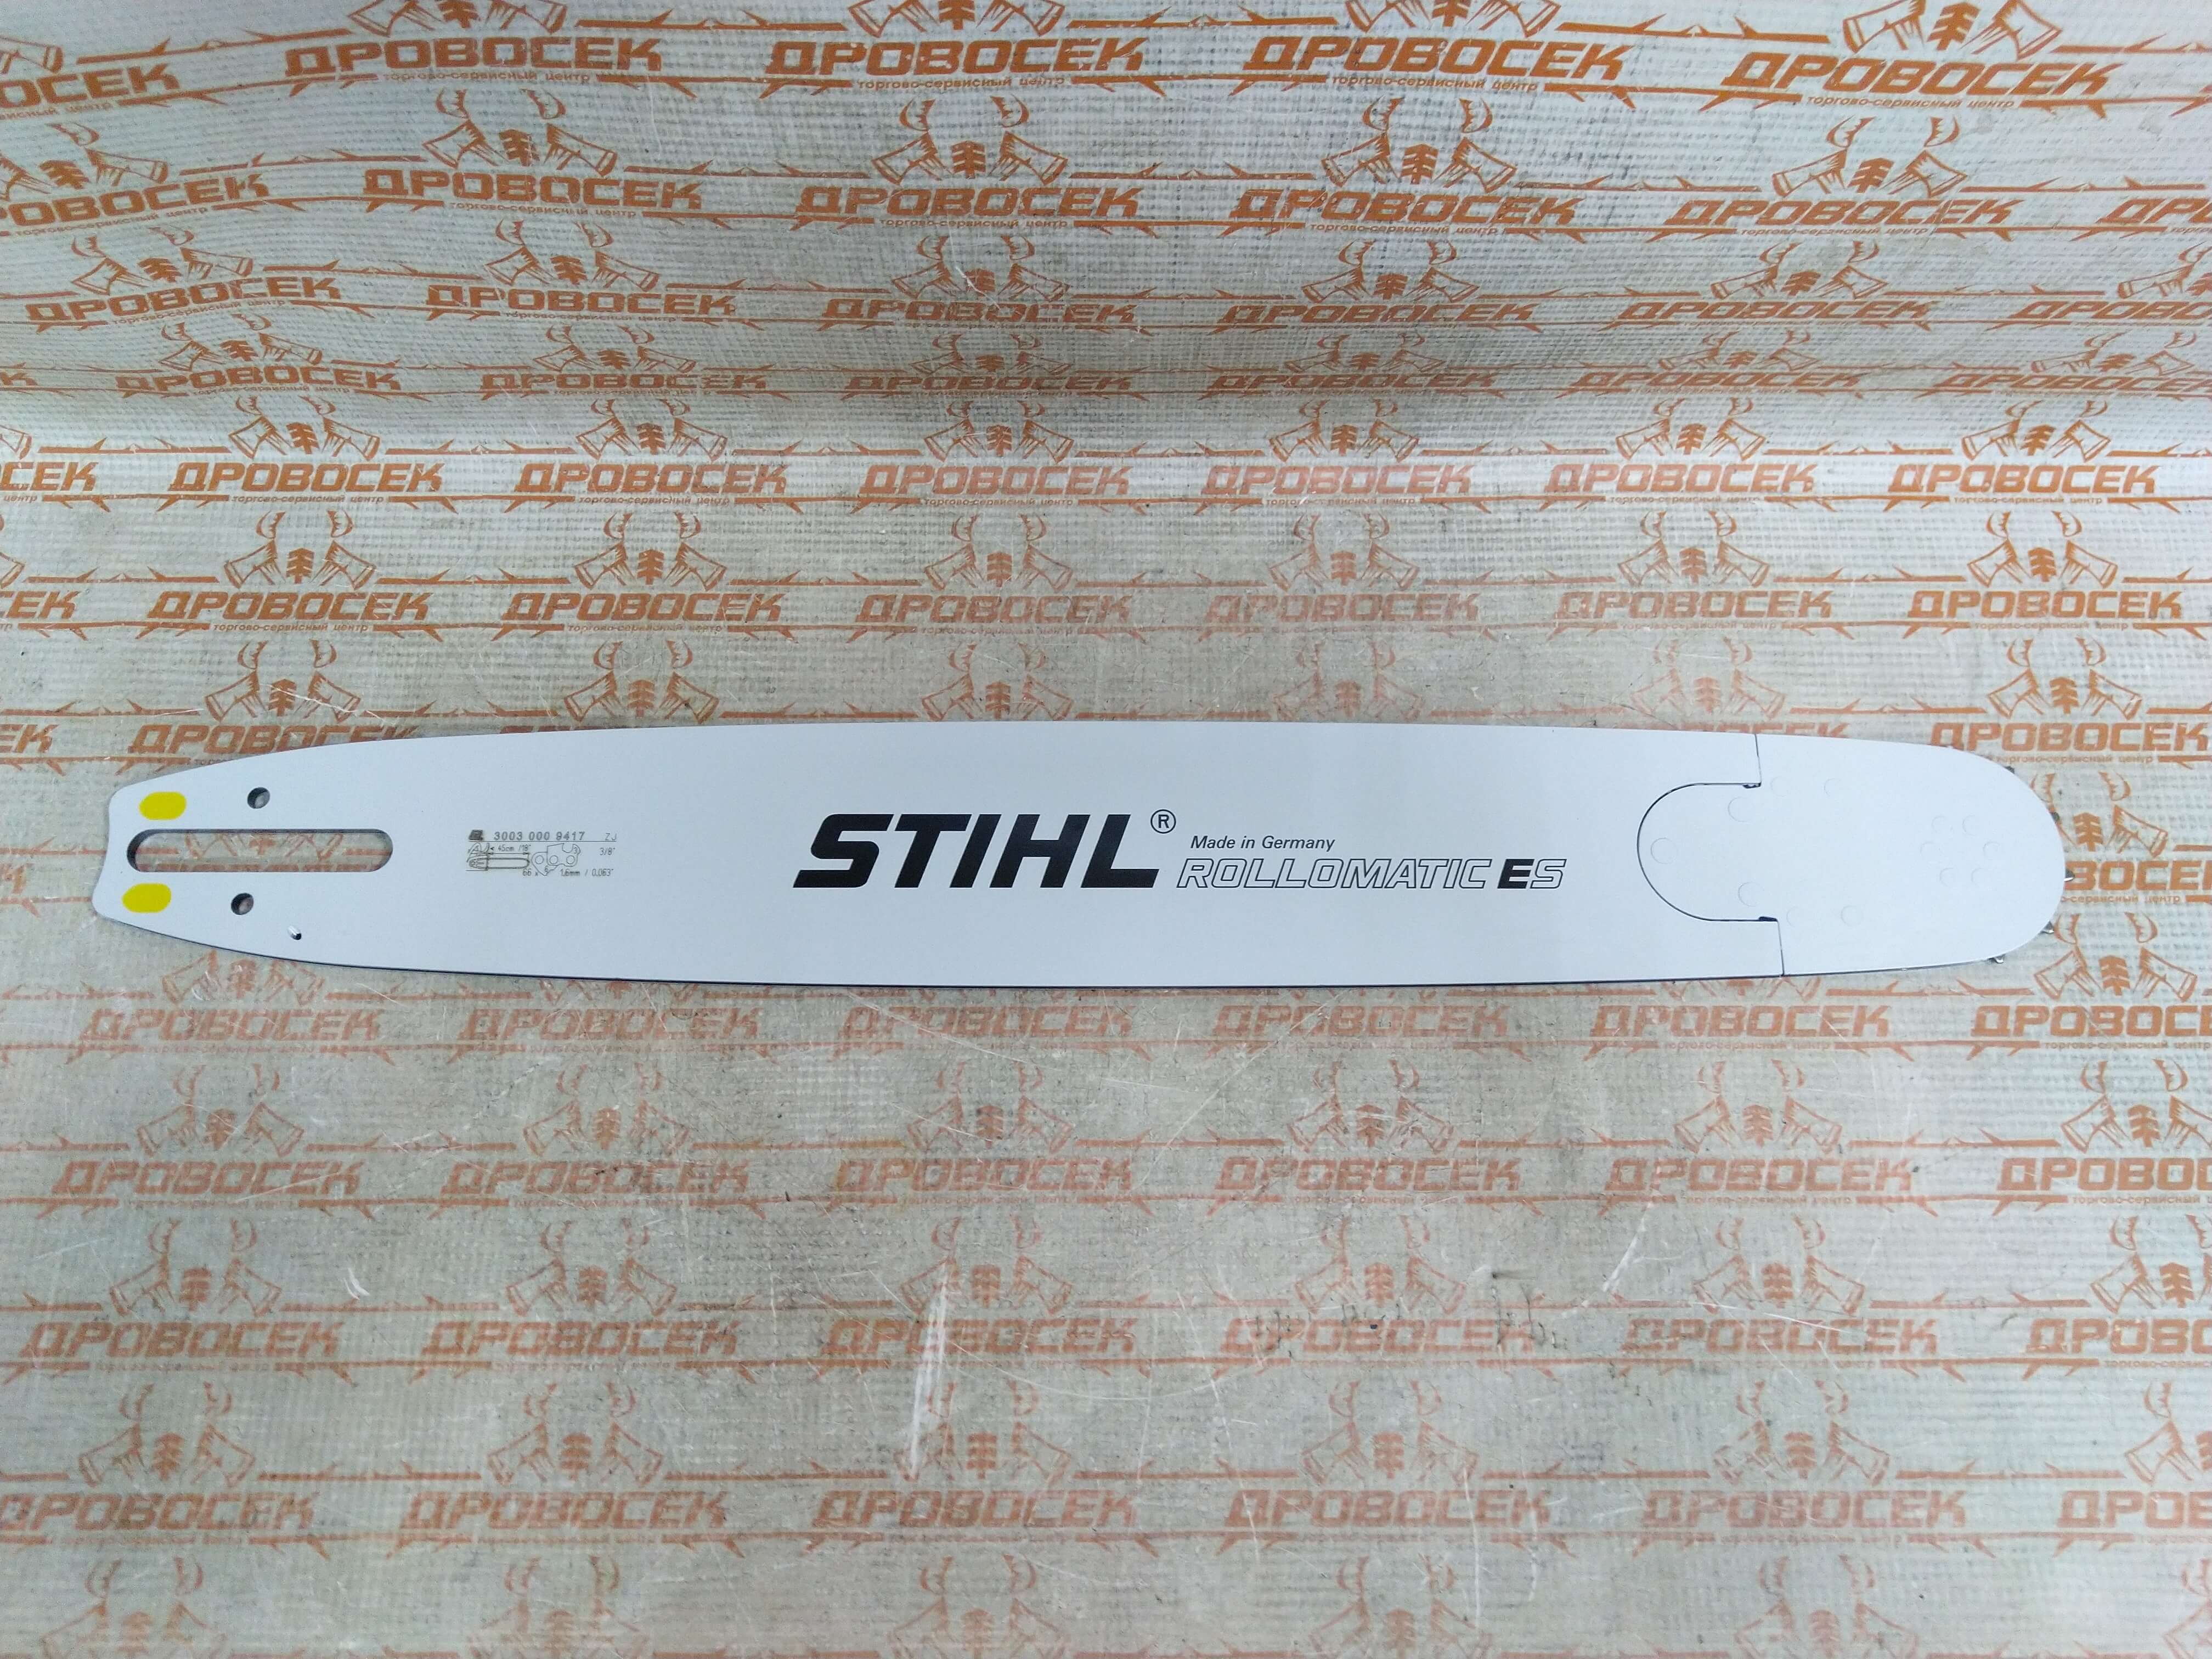 ДРОВОСЕК
торгово-сервисный центр
3003 000 9417 ZJ
45cm / 18"
3/8"
66 x 1,6mm / 0,063"
STIHL®
Made in Germany
ROLLOMATIC ES